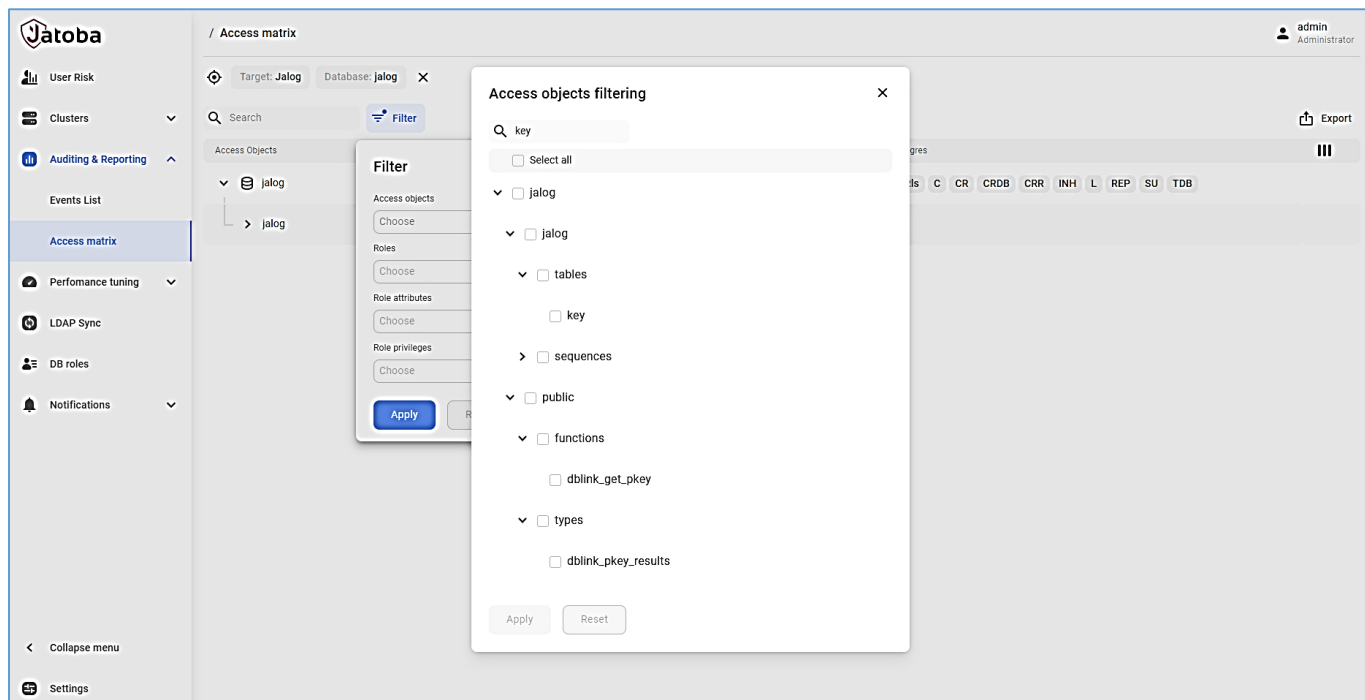 Jatoba
/ Access matrix
admin
Administrator
User Risk
Clusters
Auditing & Reporting
Events List
Access matrix
Perfomance tuning
LDAP Sync
DB roles
Notifications
Collapse menu
Settings
Target: Jalog
Database: jalog
Search
Filter
Export
Access Objects
jalog
jalog
C CR CRDB CRR INH L REP SU TDB
Filter
Access objects
Choose
Roles
Choose
Role attributes
Choose
Role privileges
Choose
Apply
Access objects filtering
key
Select all
jalog
jalog
tables
key
sequences
public
functions
dblink_get_pkey
types
dblink_pkey_results
Apply
Reset